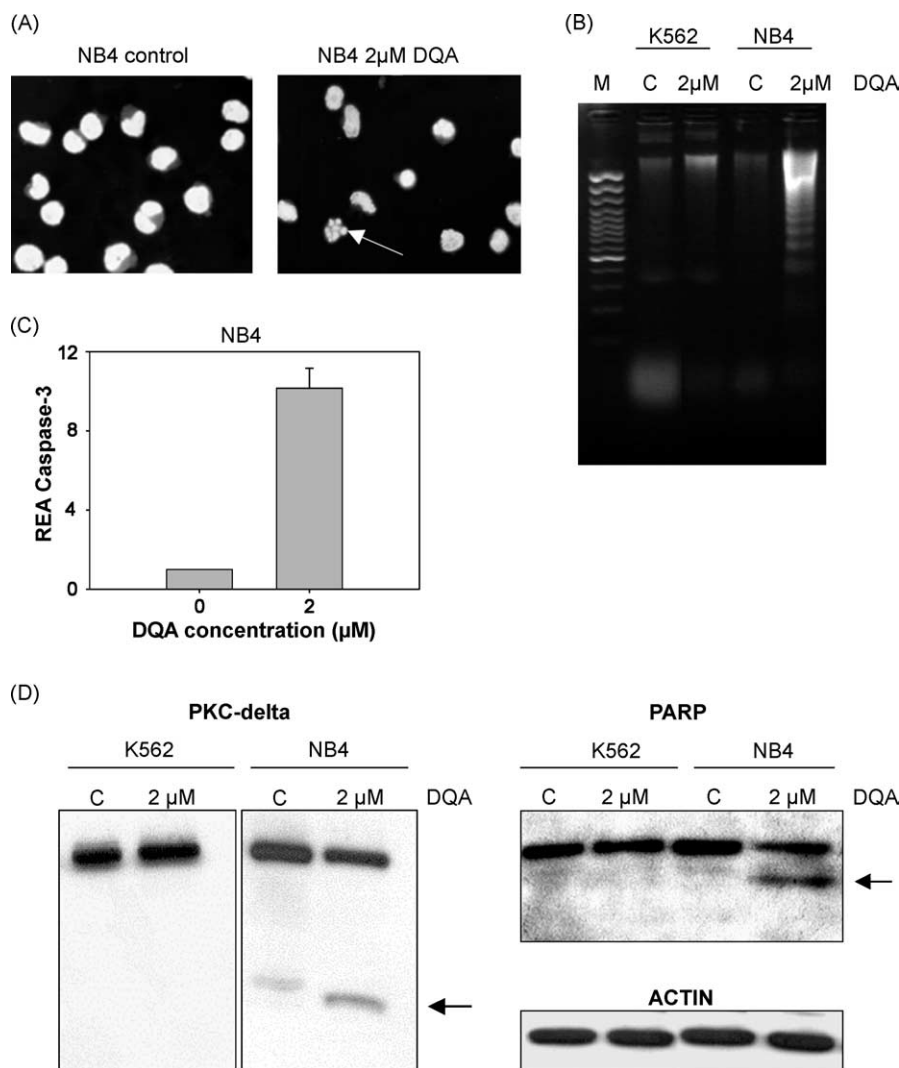 (A)
NB4 control
NB4 2µM DQA
(B)
K562 NB4
M C 2µM C 2µM DQA
(C)
NB4
12
8
4
0
REA Caspase-3
0 2
DQA concentration (µM)
(D)
PKC-delta
K562 NB4
C 2 µM C 2 µM DQA
PARP
K562 NB4
C 2 µM C 2 µM DQA
ACTIN